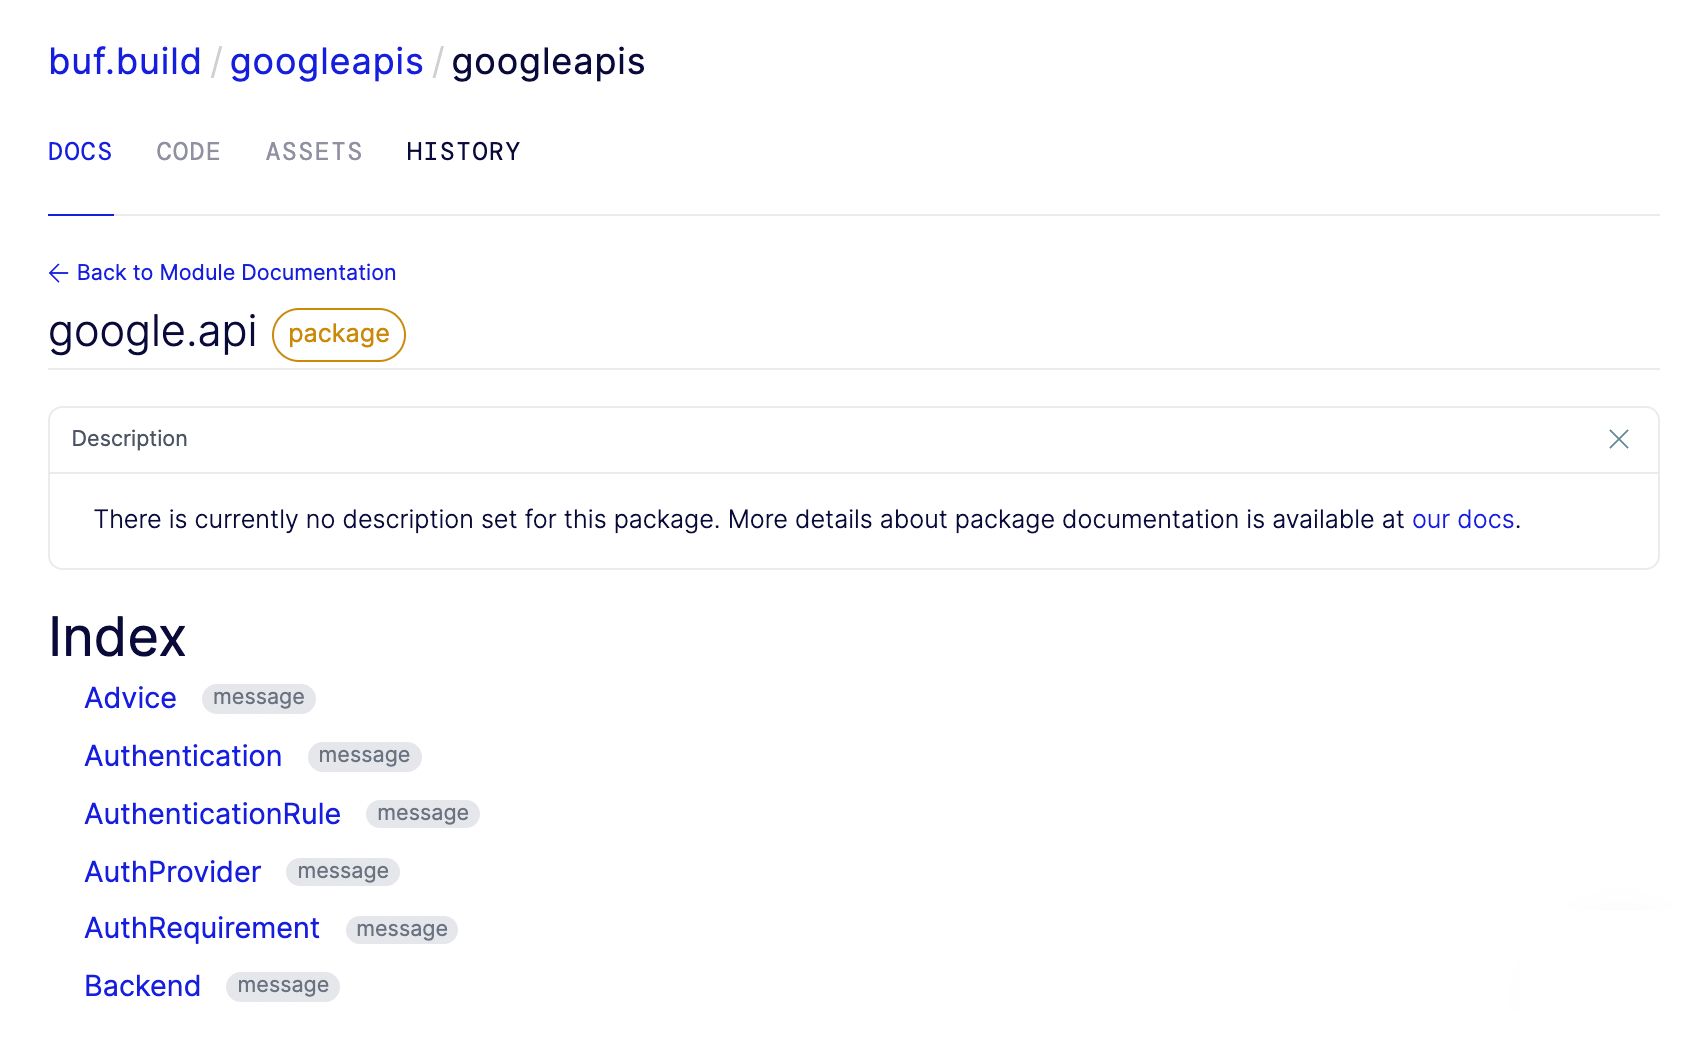 buf.build / googleapis / googleapis
DOCS CODE ASSETS HISTORY
← Back to Module Documentation
google.api package
Description
There is currently no description set for this package. More details about package documentation is available at our docs.
Index
Advice message
Authentication message
AuthenticationRule message
AuthProvider message
AuthRequirement message
Backend message